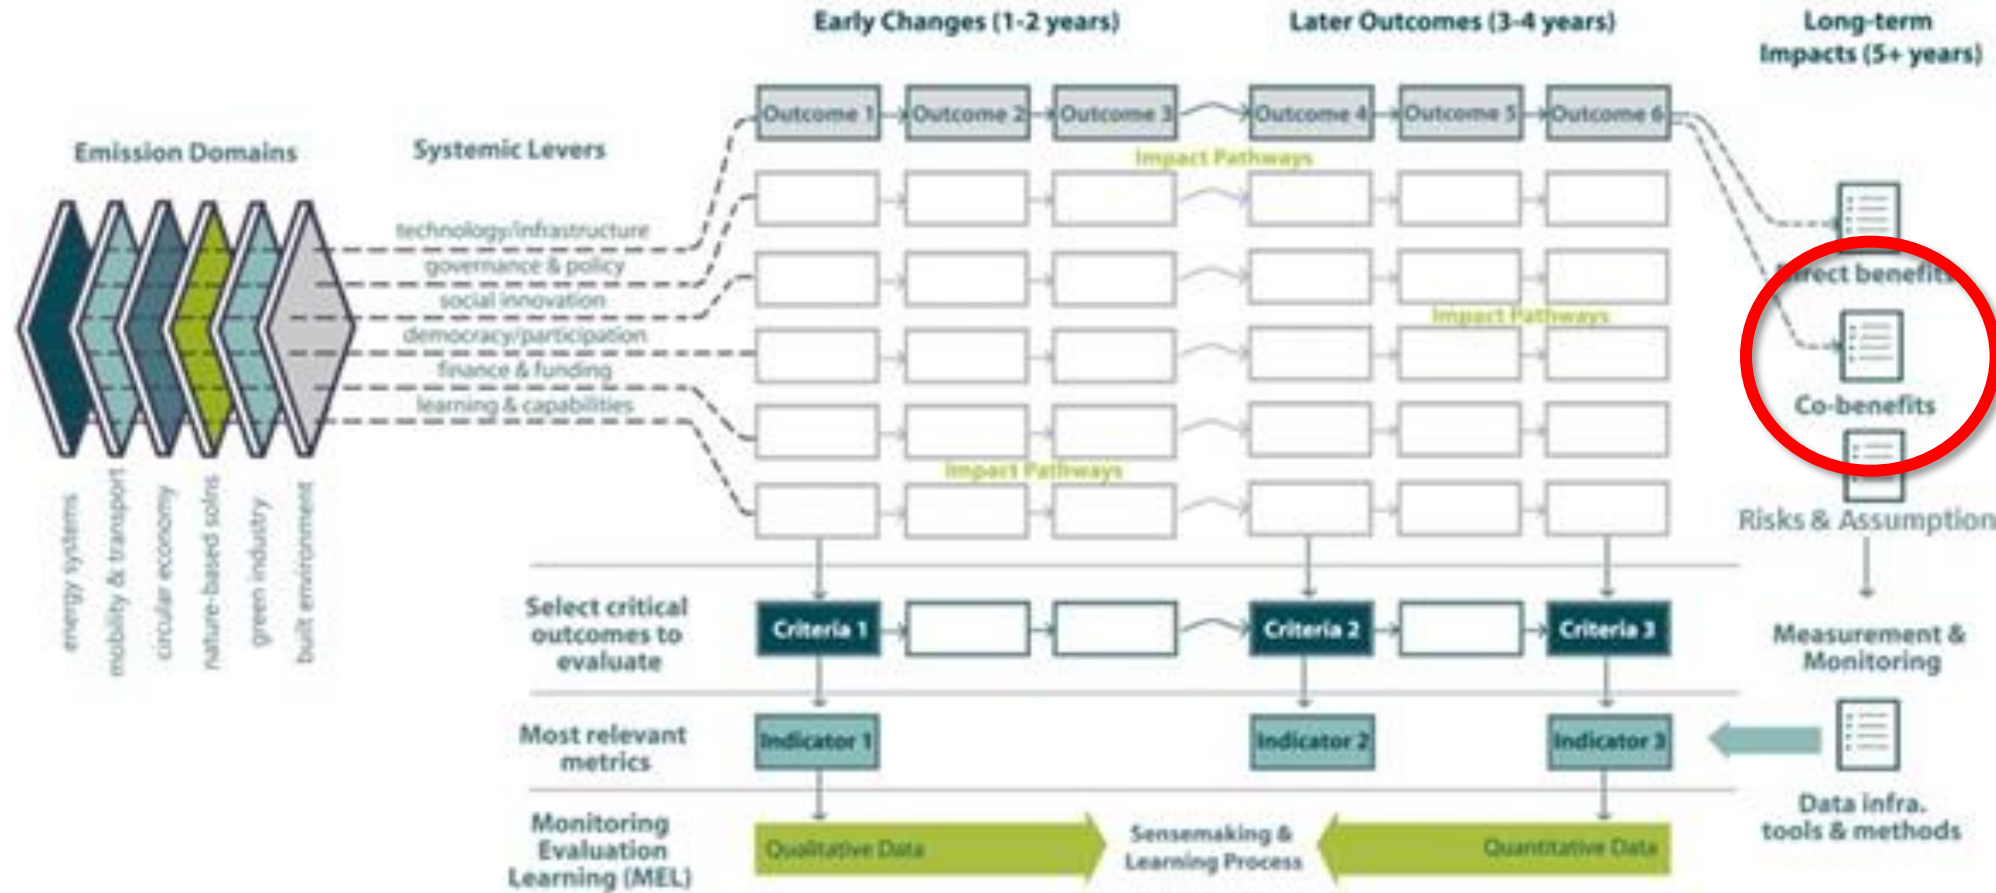 Early Changes (1-2 years)
Later Outcomes (3-4 years)
Long-term
Impacts (5+ years)
Emission Domains
Systemic Levers
Outcome 1
Outcome 2
Outcome 3
Outcome 4
Outcome 5
Outcome 6
Impact Pathways
technology/infrastructure
governance & policy
social innovation
democracy/participation
finance & funding
learning & capabilities
Impact Pathways
Impact Pathways
Direct benefits
Co-benefits
Risks & Assumption
energy systems
mobility & transport
circular economy
nature-based solns
green industry
built environment
Select critical
outcomes to
evaluate
Criteria 1
Criteria 2
Criteria 3
Measurement &
Monitoring
Most relevant
metrics
Indicator 1
Indicator 2
Indicator 3
Data infra.
tools & methods
Monitoring
Evaluation
Learning (MEL)
Qualitative Data
Sensemaking &
Learning Process
Quantitative Data